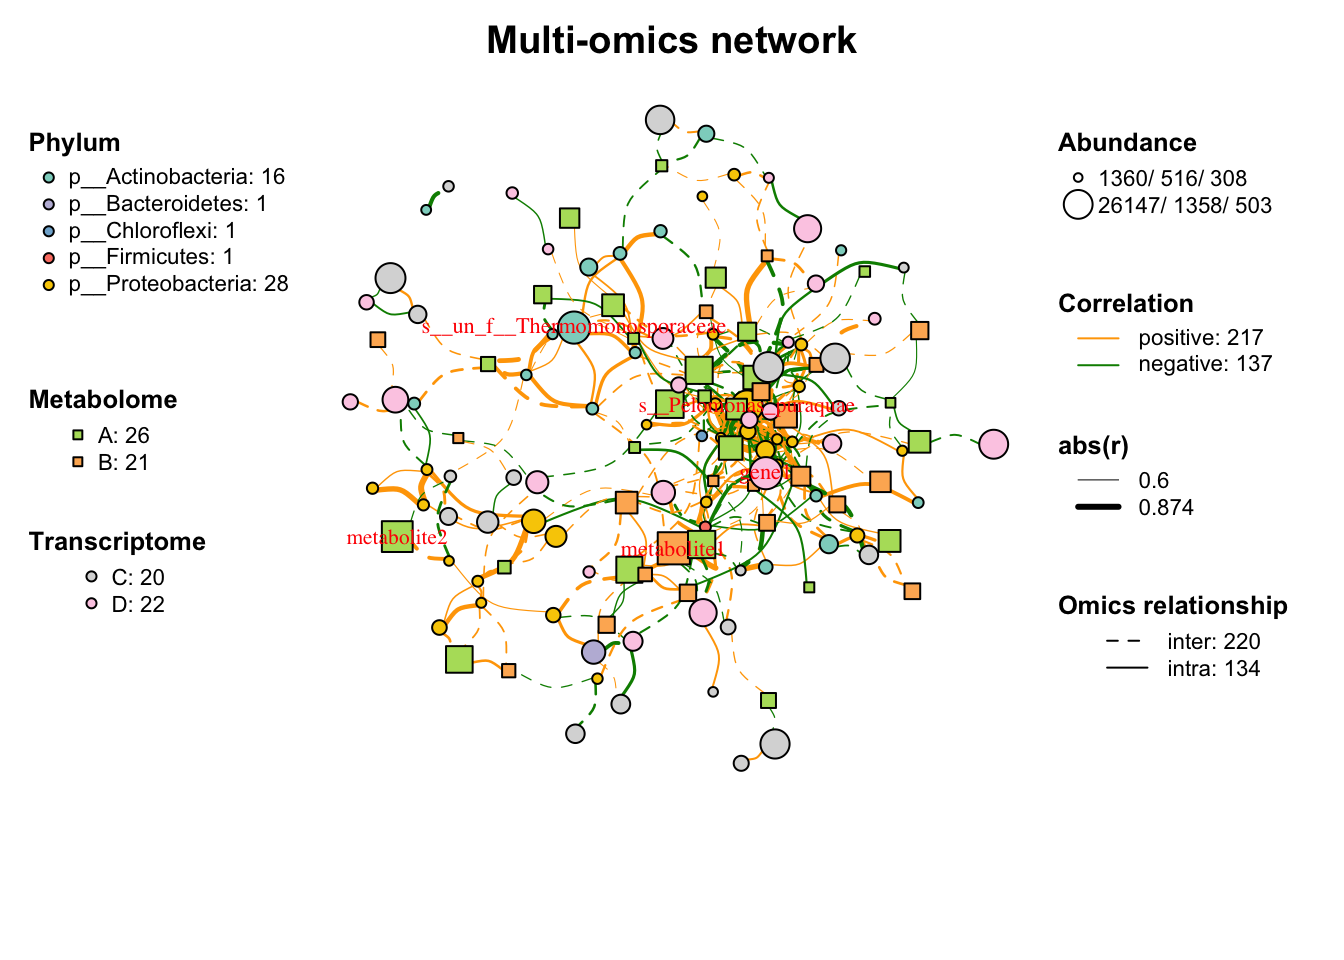 Multi-omics network
Phylum
p__Actinobacteria: 16
p__Bacteroidetes: 1
p__Chloroflexi: 1
p__Firmicutes: 1
p__Proteobacteria: 28
Metabolome
A: 26
B: 21
Transcriptome
C: 20
D: 22
s__un_f__Thermomonosporaceae
s__Pelomonas_puraquae
gene1
metabolite2
metabolite1
Abundance
1360/ 516/ 308
26147/ 1358/ 503
Correlation
positive: 217
negative: 137
abs(r)
0.6
0.874
Omics relationship
inter: 220
intra: 134